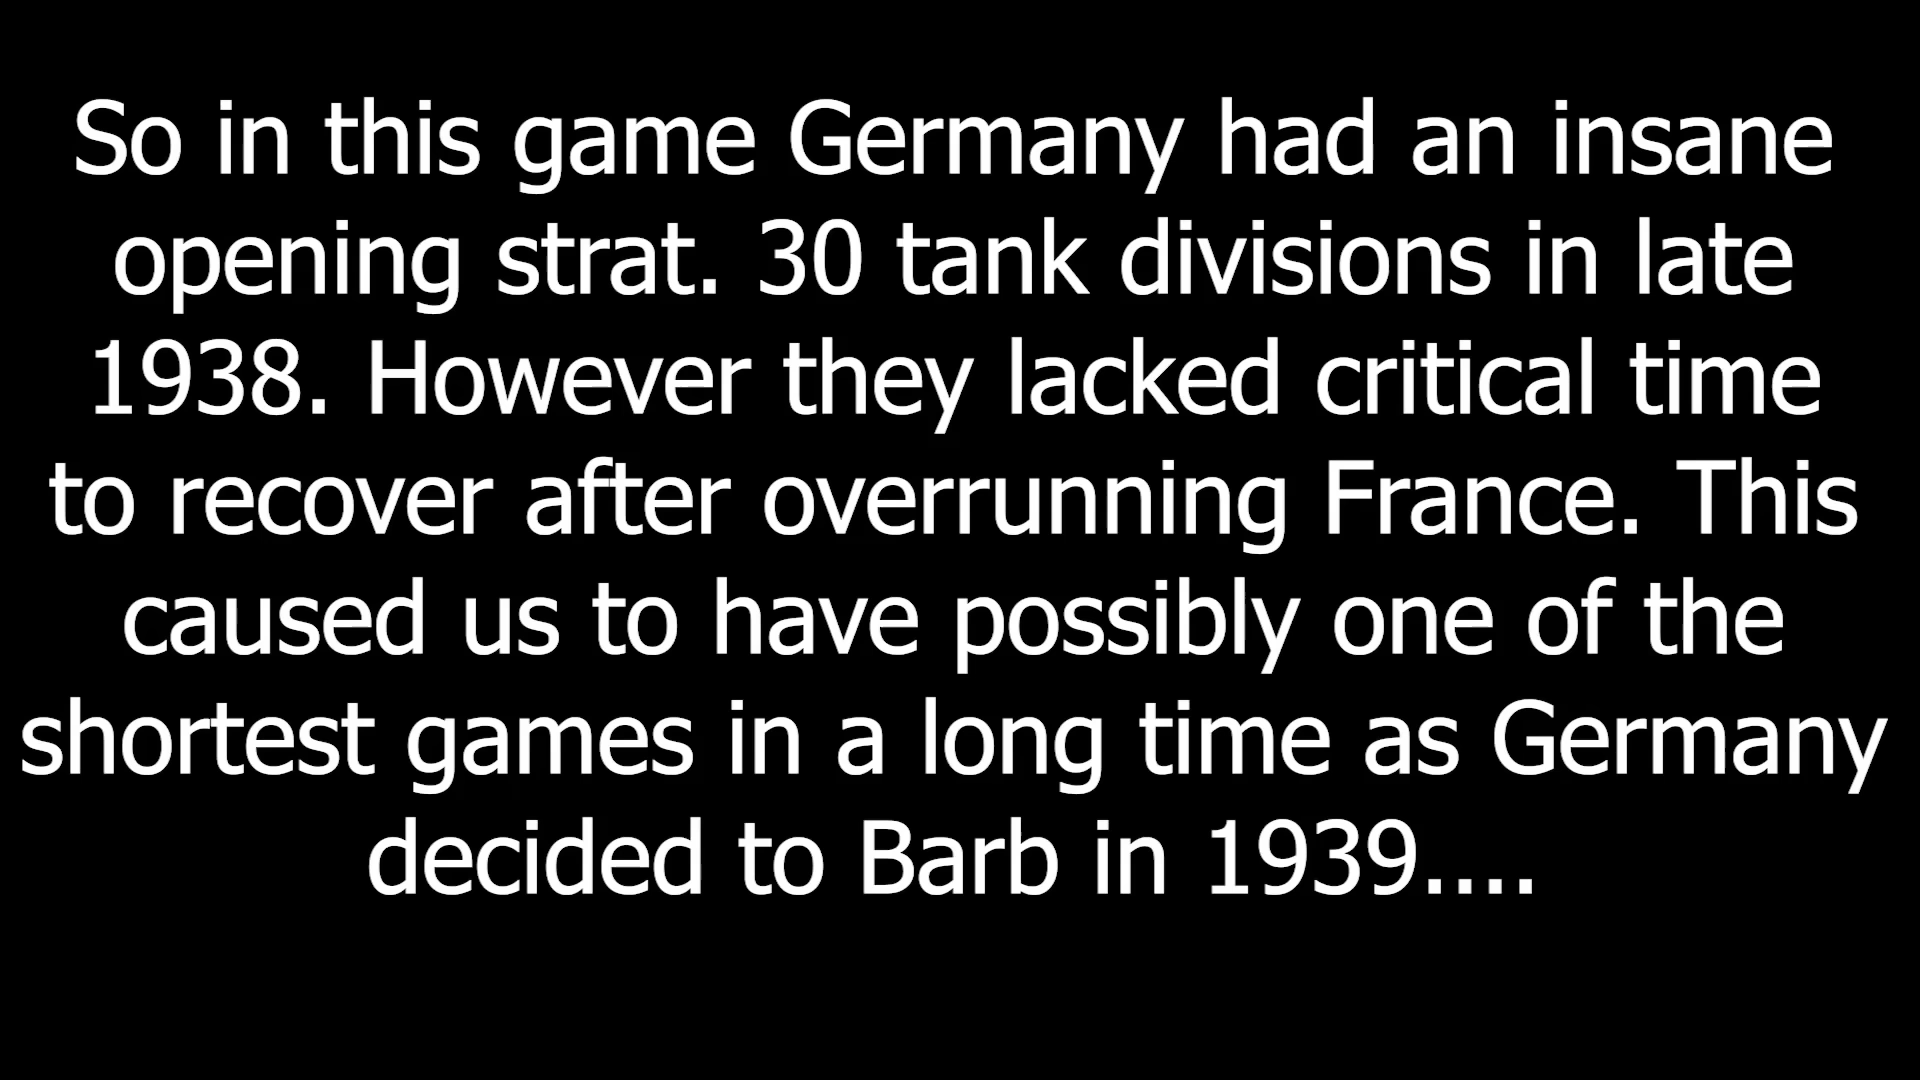 So in this game Germany had an insane
opening strat. 30 tank divisions in late
1938. However they lacked critical time
to recover after overrunning France. This
caused us to have possibly one of the
shortest games in a long time as Germany
decided to Barb in 1939....